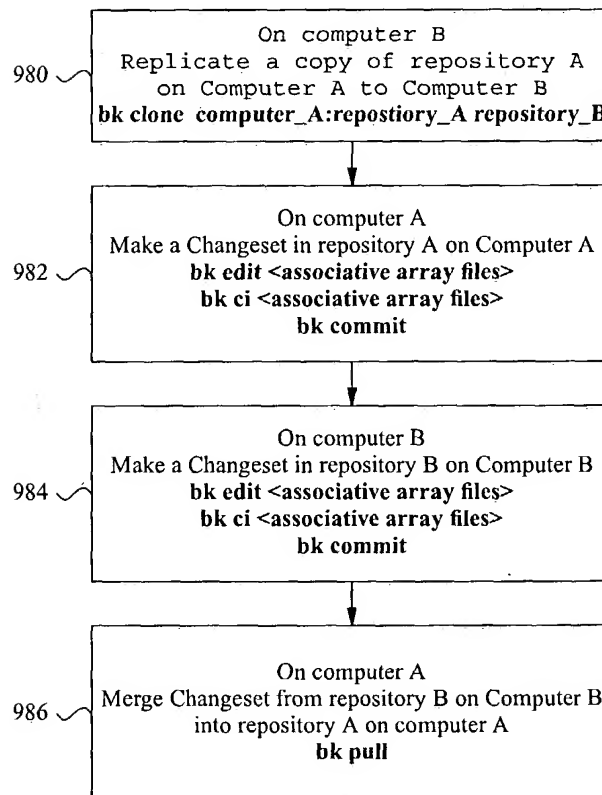 980
On computer B
Replicate a copy of repository A
on Computer A to Computer B
bk clone computer_A:repostiory_A repository_B
982
On computer A
Make a Changeset in repository A on Computer A
bk edit <associative array files>
bk ci <associative array files>
bk commit
984
On computer B
Make a Changeset in repository B on Computer B
bk edit <associative array files>
bk ci <associative array files>
bk commit
986
On computer A
Merge Changeset from repository B on Computer B
into repository A on computer A
bk pull